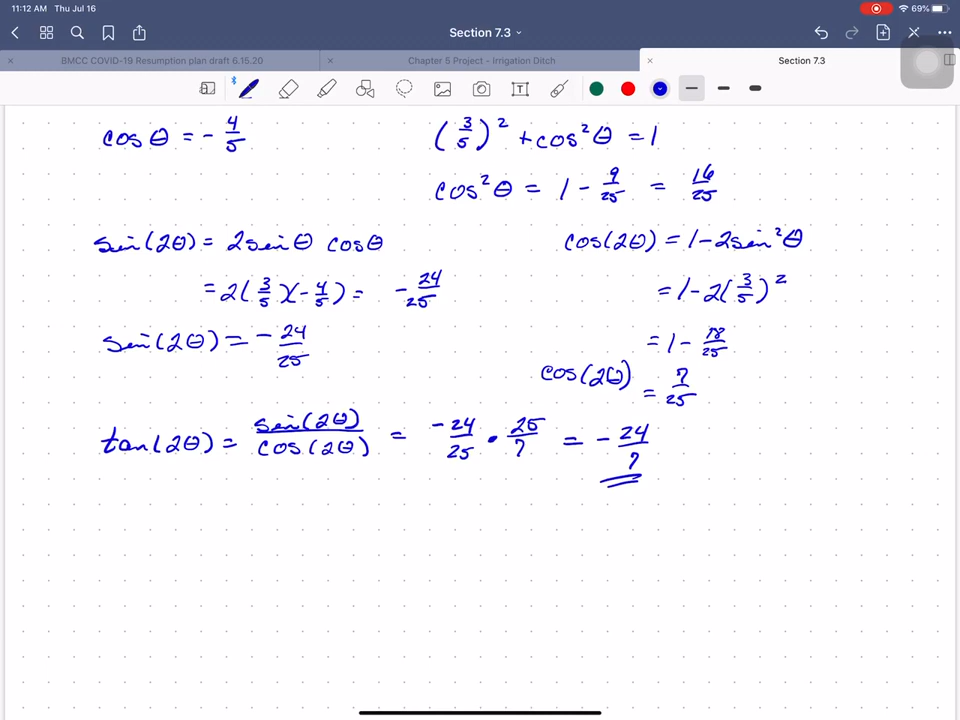 11:12 AM Thu Jul 16
69%
Section 7.3
BMCC COVID-19 Resumption plan draft 6.15.20
Chapter 5 Project - Irrigation Ditch
Section 7.3
cos θ = - 4/5
(3/5)² + cos²θ = 1
cos²θ = 1 - 9/25 = 16/25
sin(2θ) = 2sinθ cosθ
cos(2θ) = 1-2sin²θ
= 2(3/5)(-4/5) = -24/25
= 1-2(3/5)²
sin(2θ) = -24/25
= 1 - 18/25
cos(2θ) = 7/25
tan(2θ) = sin(2θ)/cos(2θ) = -24/25 • 25/7 = -24/7